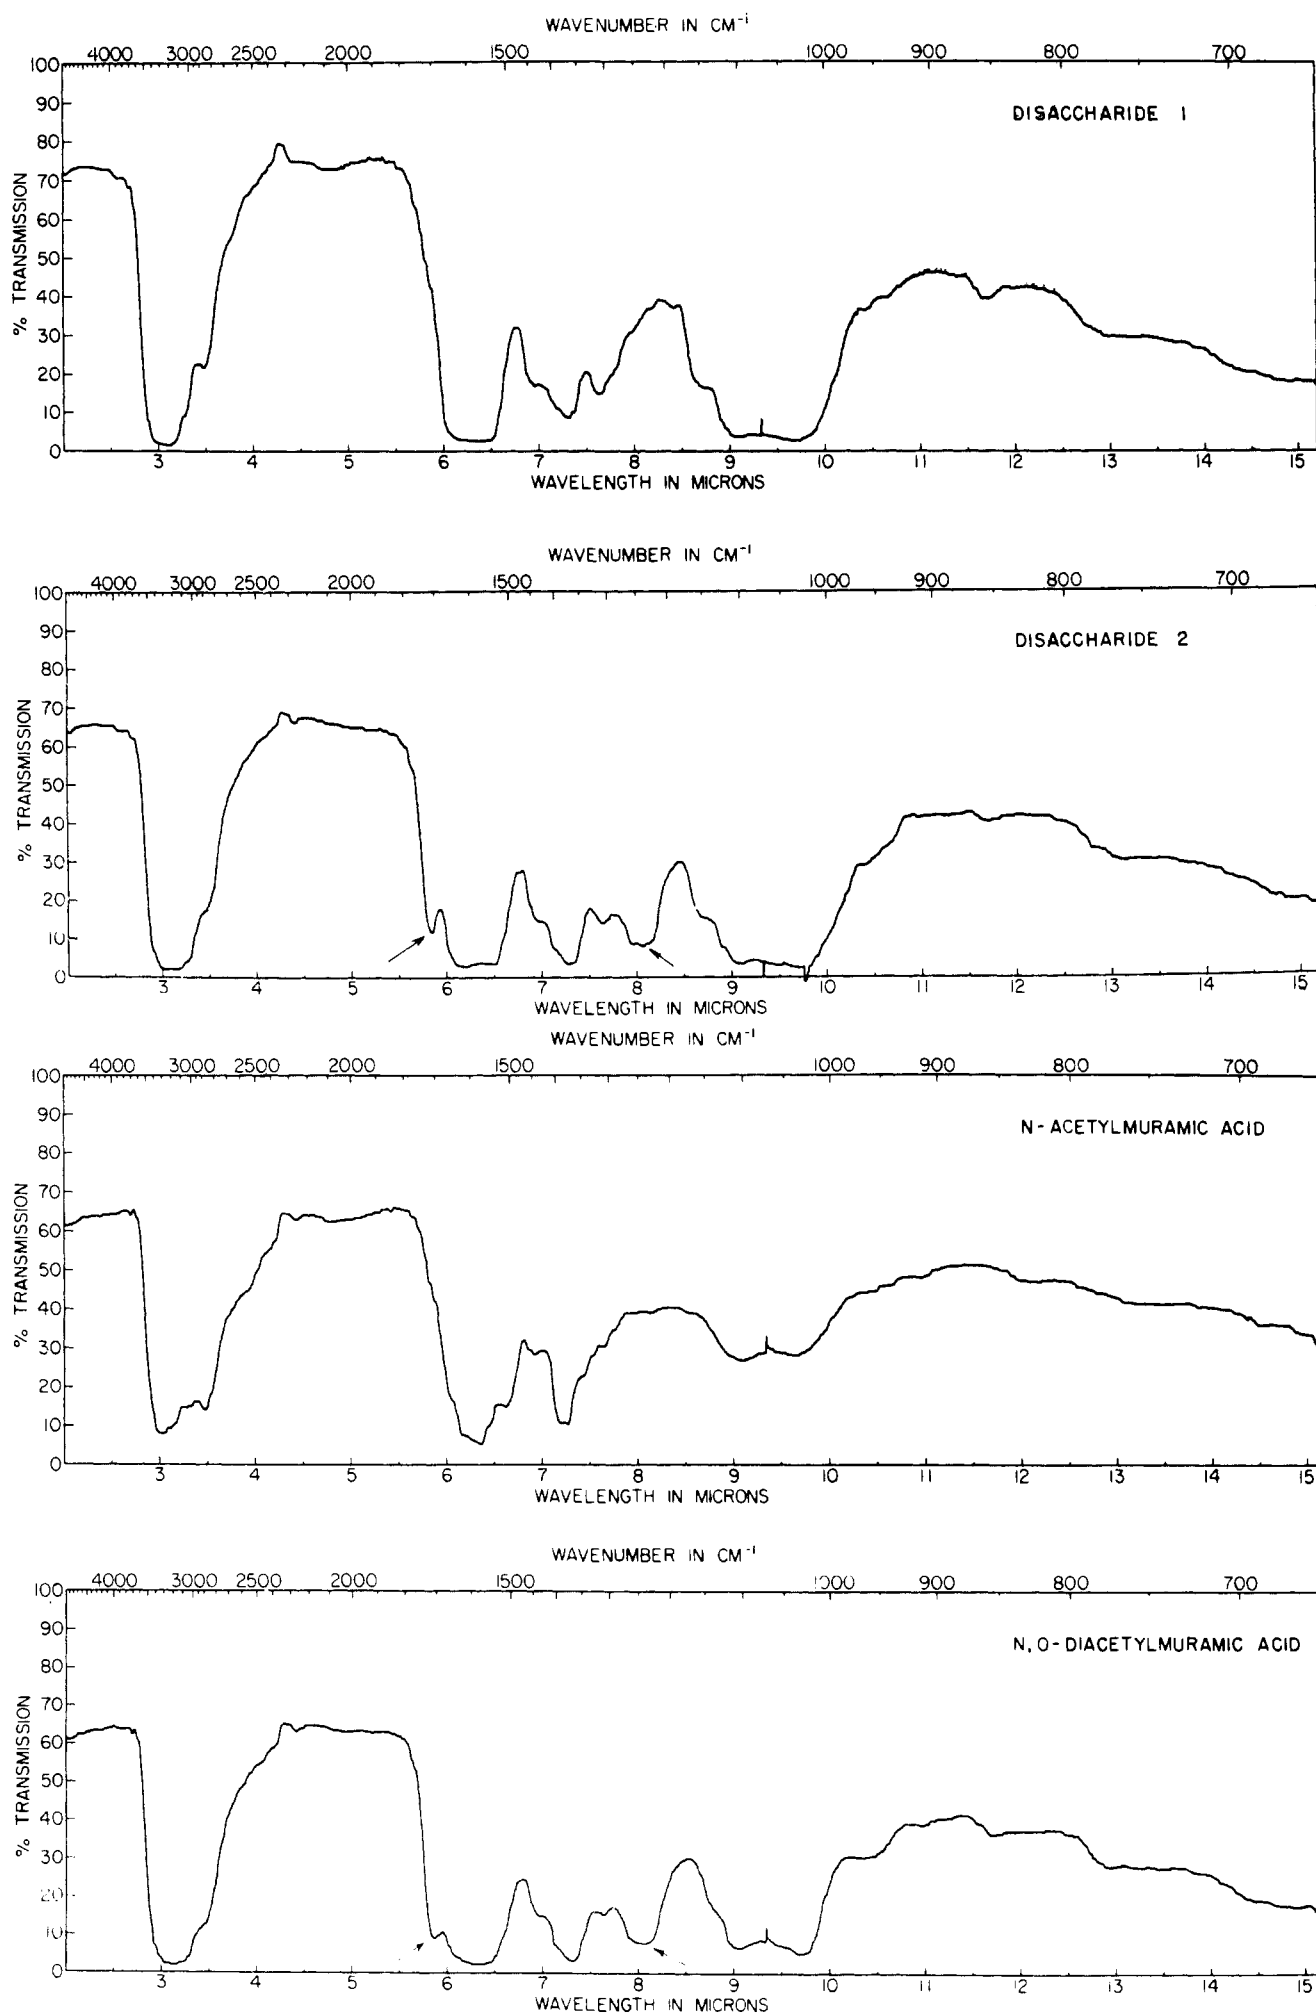 WAVENUMBER IN CM-1
4000 3000 2500 2000 1500 1000 900 800 700
DISACCHARIDE 1
% TRANSMISSION
100
90
80
70
60
50
40
30
20
10
0
3 4 5 6 7 8 9 10 11 12 13 14 15
WAVELENGTH IN MICRONS
WAVENUMBER IN CM-1
4000 3000 2500 2000 1500 1000 900 800 700
DISACCHARIDE 2
% TRANSMISSION
100
90
80
70
60
50
40
30
20
10
0
3 4 5 6 7 8 9 10 11 12 13 14 15
WAVELENGTH IN MICRONS
WAVENUMBER IN CM-1
4000 3000 2500 2000 1500 1000 900 800 700
N-ACETYLMURAMIC ACID
% TRANSMISSION
100
90
80
70
60
50
40
30
20
10
0
3 4 5 6 7 8 9 10 11 12 13 14 15
WAVELENGTH IN MICRONS
WAVENUMBER IN CM-1
4000 3000 2500 2000 1500 1000 900 800 700
N,O-DIACETYLMURAMIC ACID
% TRANSMISSION
100
90
80
70
60
50
40
30
20
10
0
3 4 5 6 7 8 9 10 11 12 13 14 15
WAVELENGTH IN MICRONS